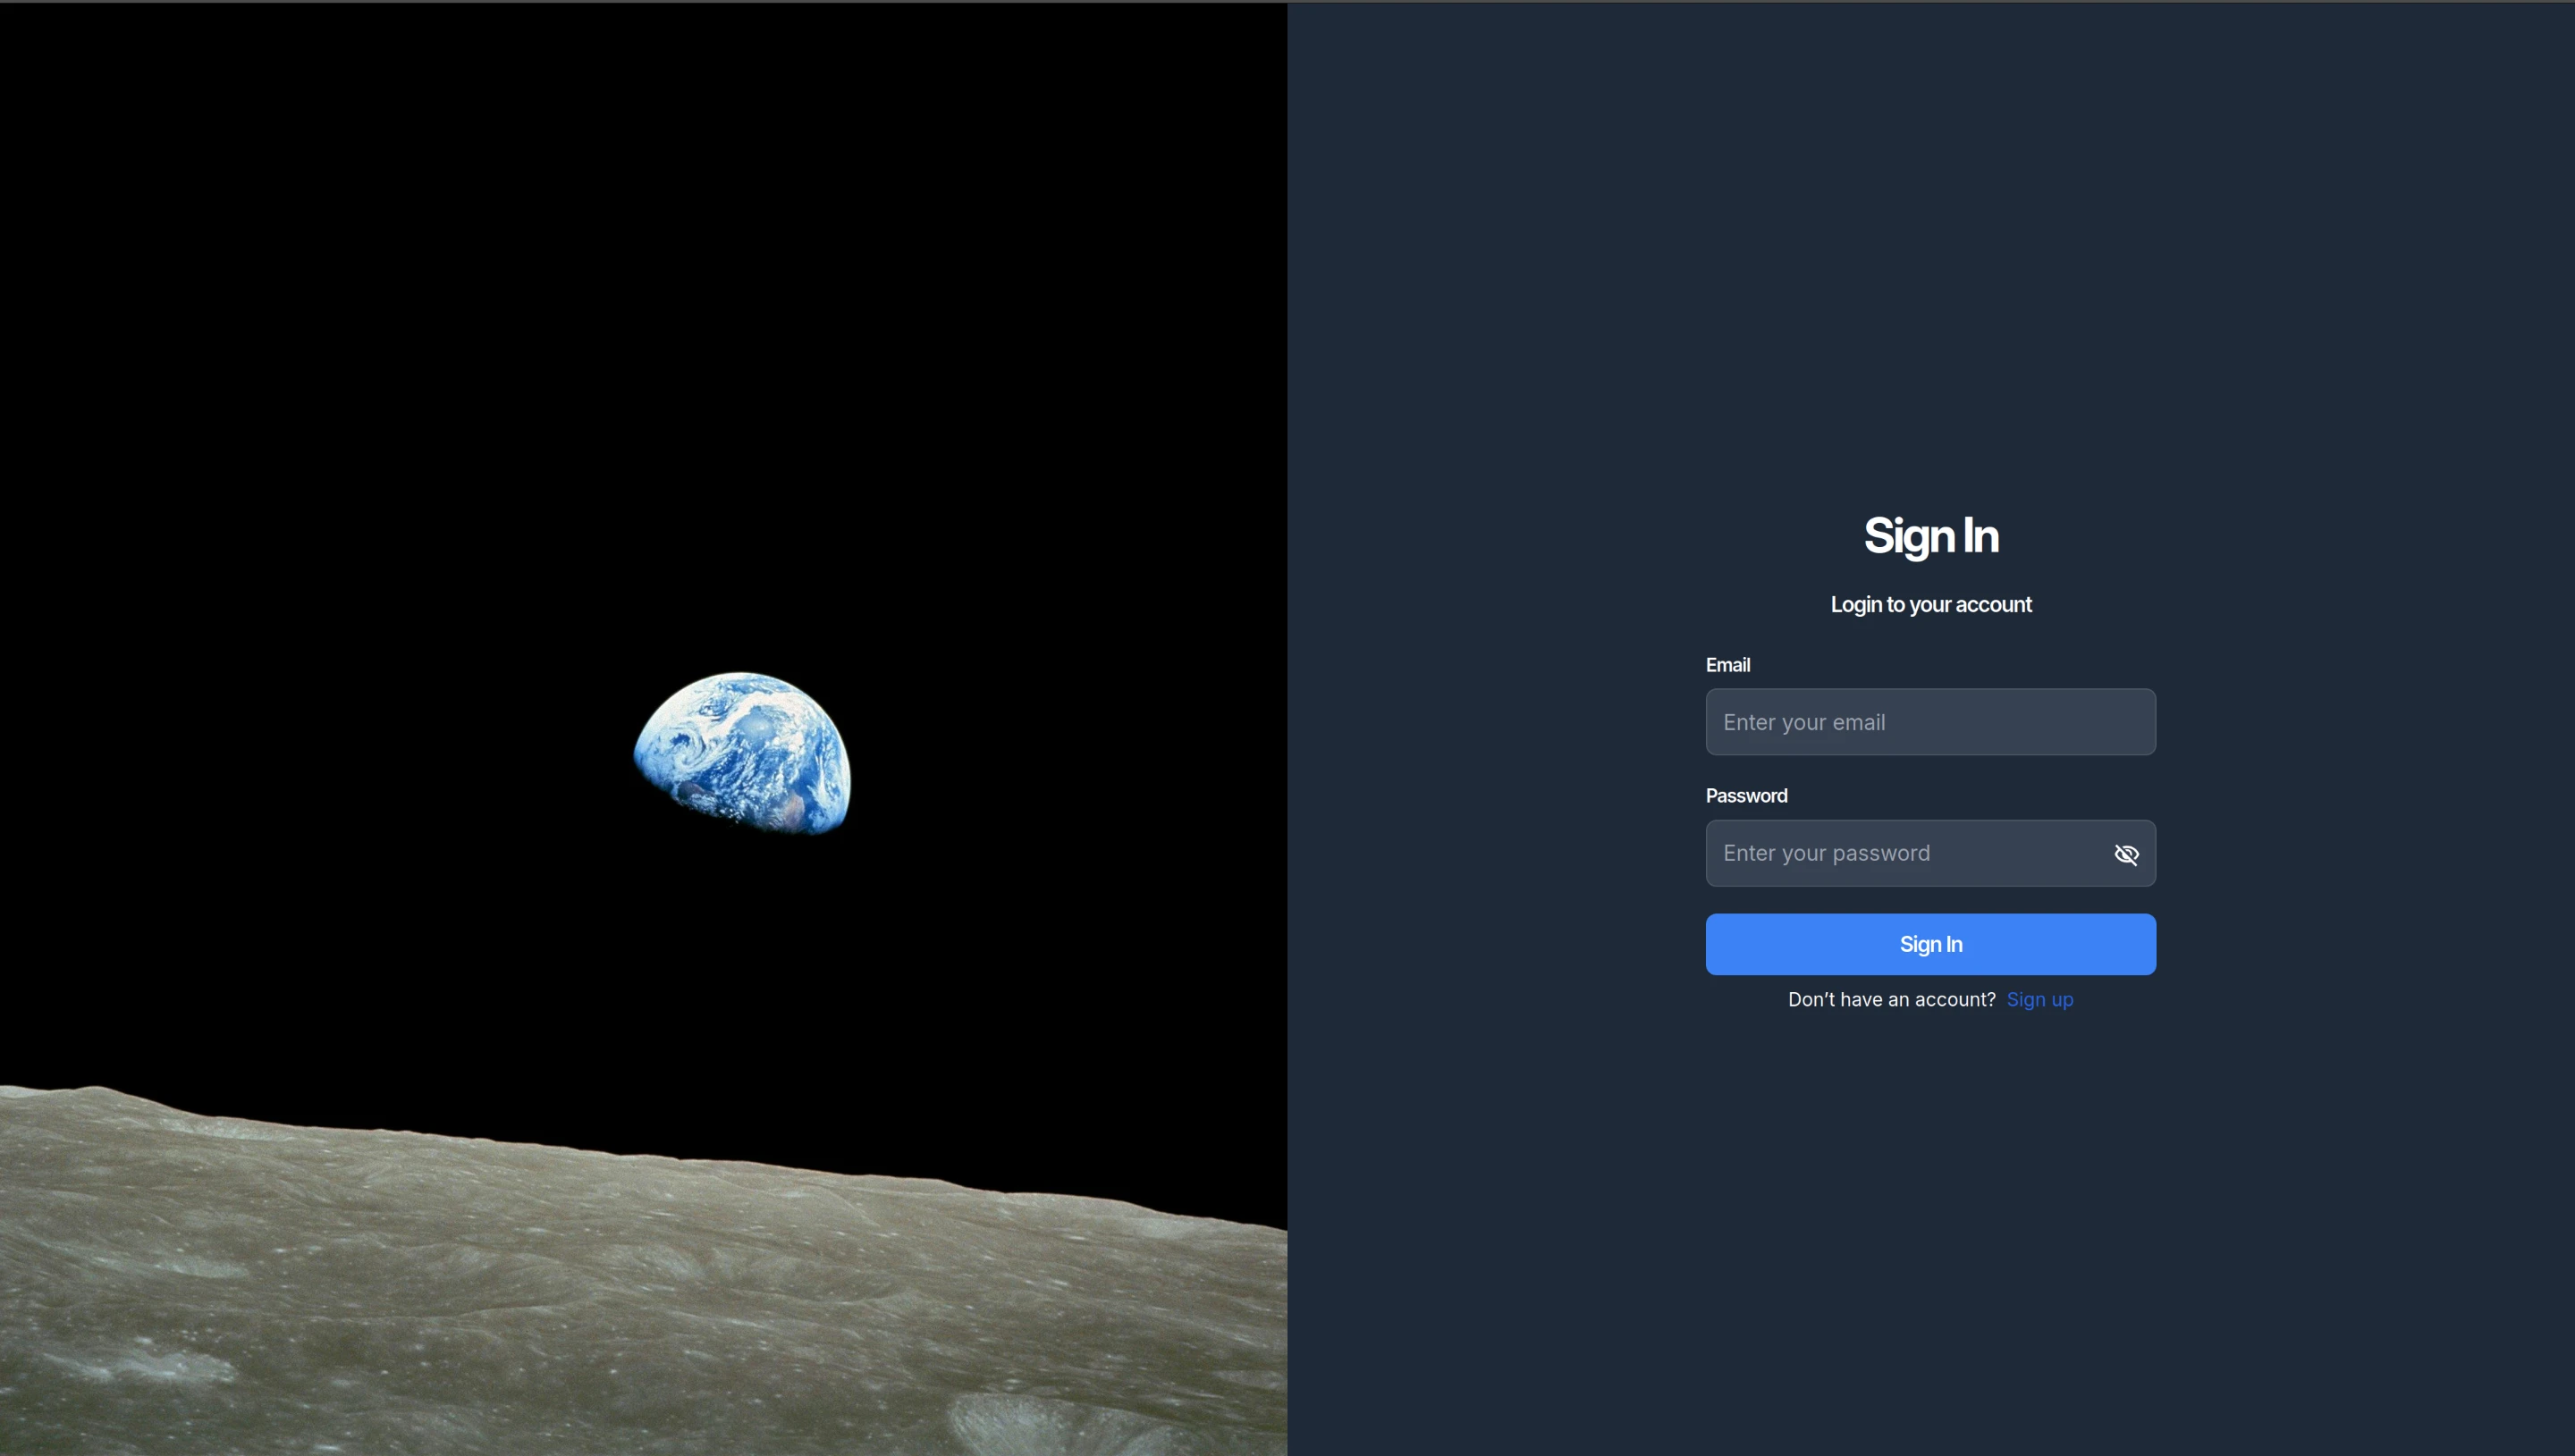 Sign In
Login to your account
Email
Enter your email
Password
Enter your password
Sign In
Don’t have an account? Sign up